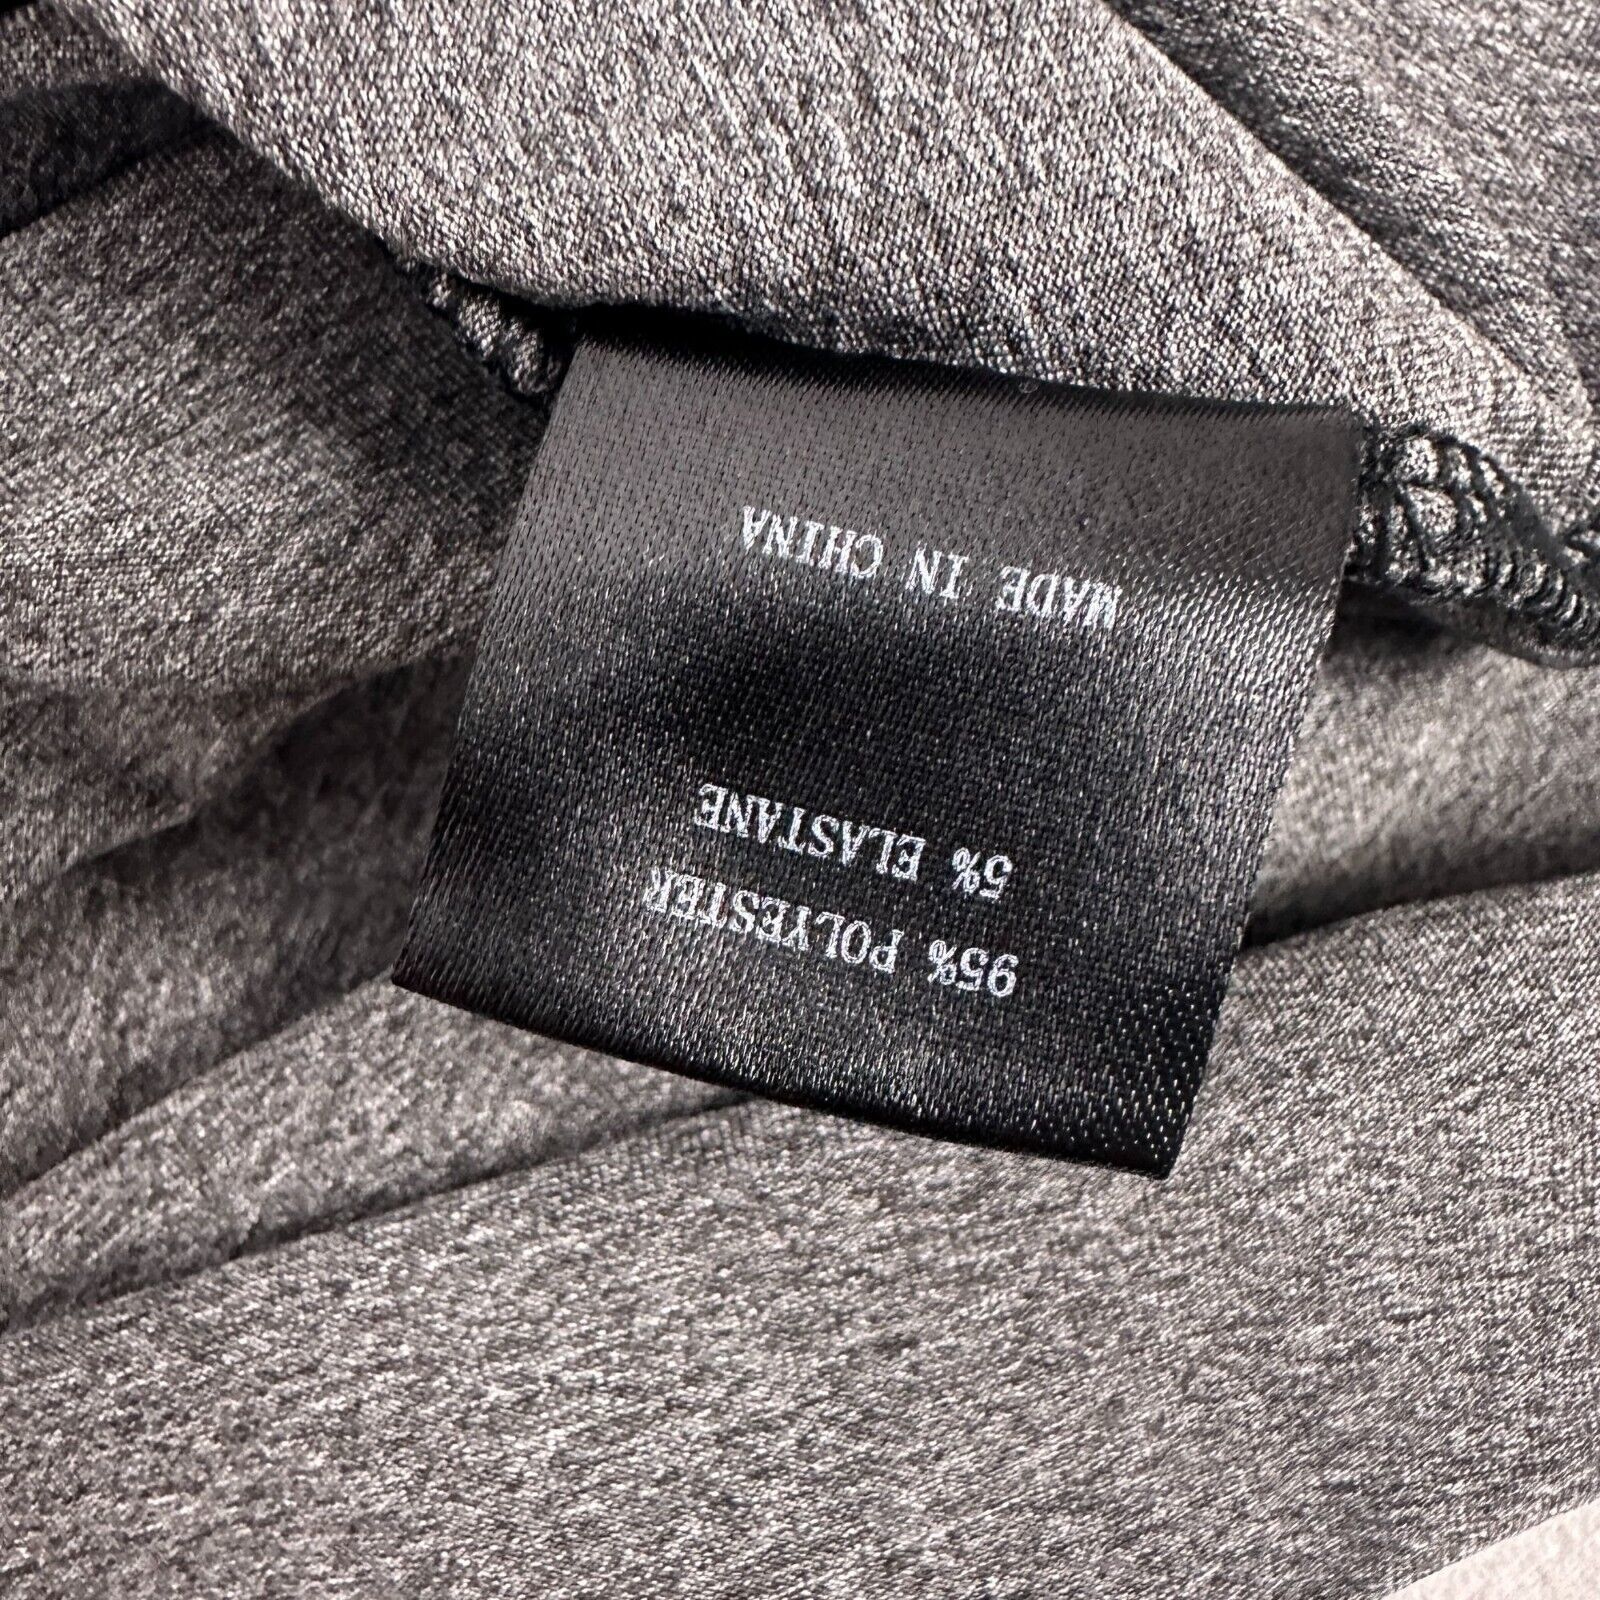 95% POLYESTER
5% ELASTANE
MADE IN CHINA